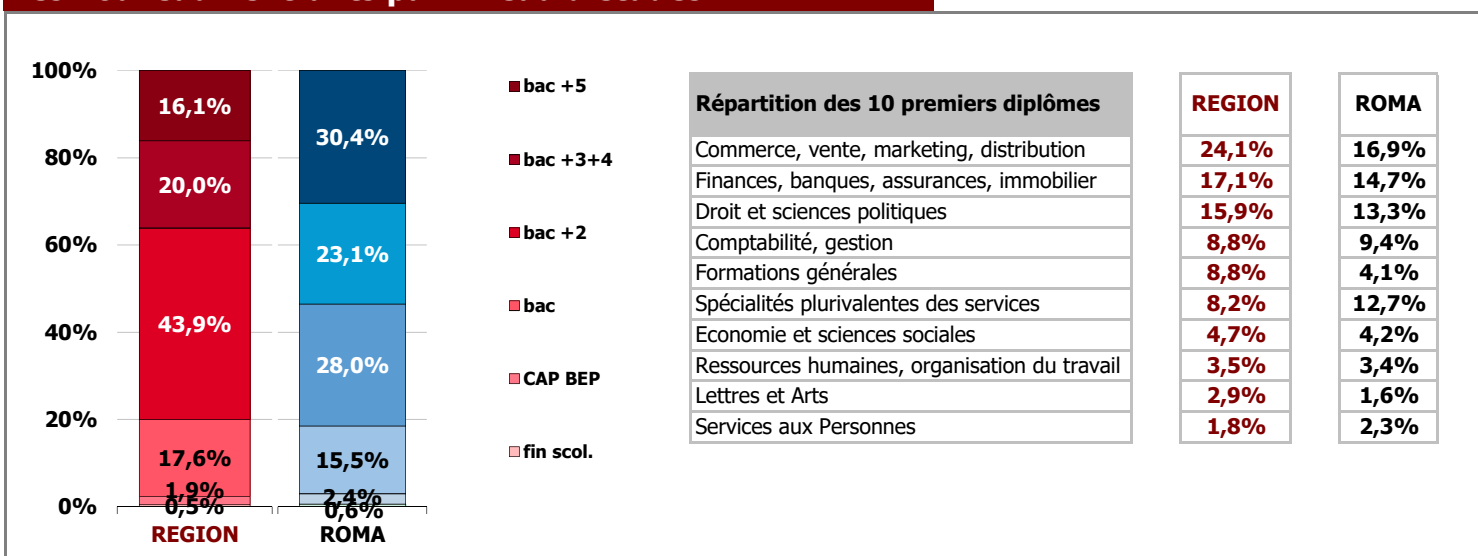 100%
80%
60%
40%
20%
0%
16,1%
20,0%
43,9%
17,6%
1,9%
0,5%
REGION
30,4%
23,1%
28,0%
15,5%
2,4%
0,6%
ROMA
bac +5
bac +3+4
bac +2
bac
CAP BEP
fin scol.
Répartition des 10 premiers diplômes REGION ROMA
Commerce, vente, marketing, distribution 24,1% 16,9%
Finances, banques, assurances, immobilier 17,1% 14,7%
Droit et sciences politiques 15,9% 13,3%
Comptabilité, gestion 8,8% 9,4%
Formations générales 8,8% 4,1%
Spécialités plurivalentes des services 8,2% 12,7%
Economie et sciences sociales 4,7% 4,2%
Ressources humaines, organisation du travail 3,5% 3,4%
Lettres et Arts 2,9% 1,6%
Services aux Personnes 1,8% 2,3%